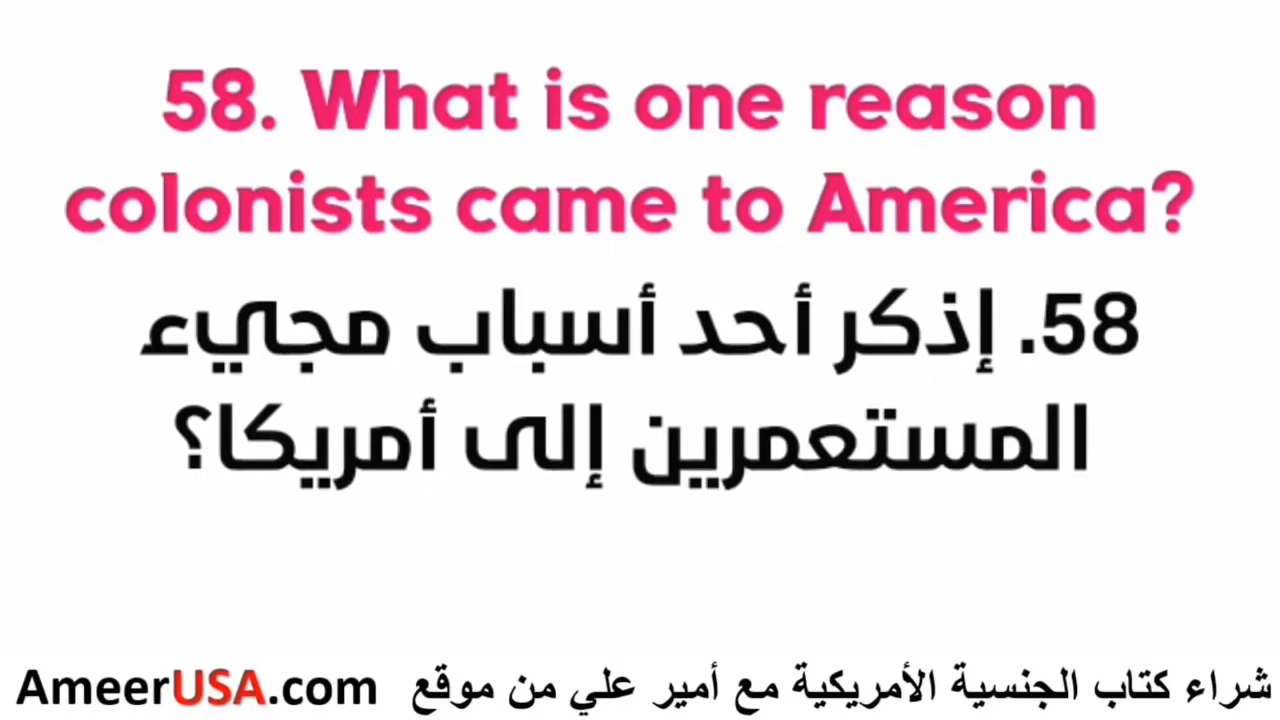 58. What is one reason
colonists came to America?
58. إذكر أحد أسباب مجيء
المستعمرين إلى أمريكا؟
شراء كتاب الجنسية الأمريكية مع أمير علي من موقع AmeerUSA.com